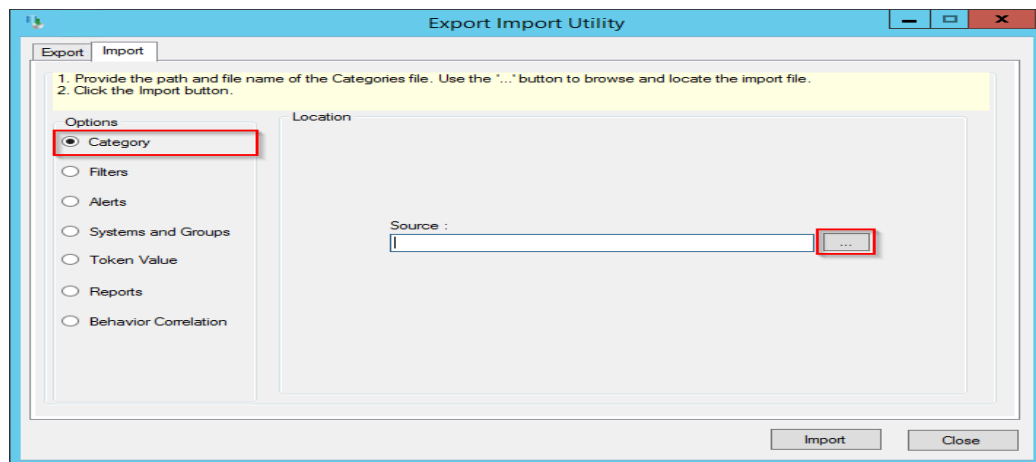 Export Import Utility
Export
Import
1. Provide the path and file name of the Categories file. Use the '...' button to browse and locate the import file.
2. Click the Import button.
Options
Location
Category
Filters
Alerts
Systems and Groups
Token Value
Reports
Behavior Correlation
Source :
...
Import
Close